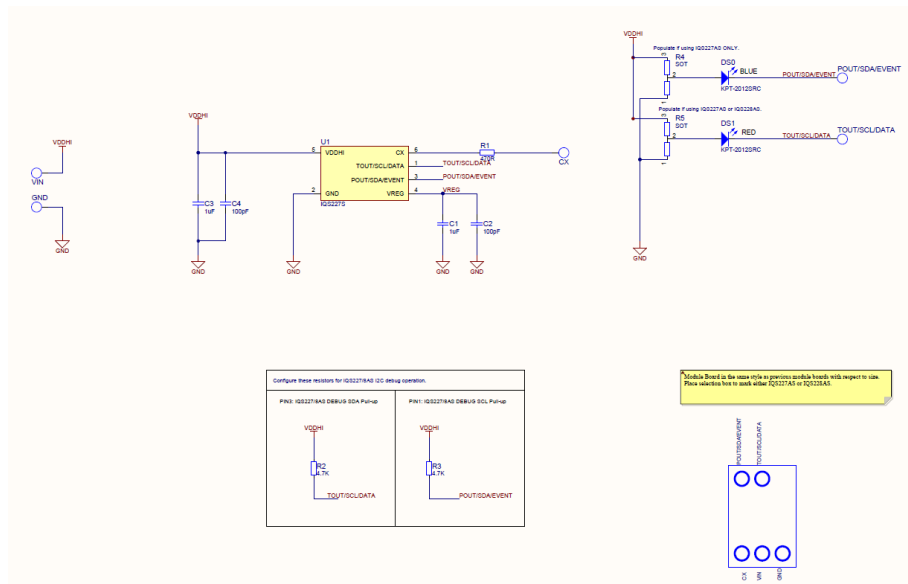 VDDHI
VIN
GND
GND
VDDHI
C3
1uF
C4
100pF
GND
U1
5
VDDHI
CX
6
TOUT/SCL/DATA
1
POUT/SDA/EVENT
3
2
GND
VREG
4
IQS227S
GND
R1
470R
CX
TOUT/SCL/DATA
POUT/SDA/EVENT
VREG
C1
1uF
C2
100pF
GND
GND
VDDHI
Populate if using IQS227AS ONLY.
3
R4
SOT
2
1
DS0
BLUE
KPT-2012SRC
POUT/SDA/EVENT
POUT/SDA/EVENT
Populate if using IQS227AS or IQS228AS.
3
R5
SOT
2
1
DS1
RED
KPT-2012SRC
TOUT/SCL/DATA
TOUT/SCL/DATA
GND
Configure these resistors for IQS227/8AS I2C debug operation.
PIN3: IQS227/8AS DEBUG SDA Pull-up
VDDHI
R2
4.7K
TOUT/SCL/DATA
PIN1: IQS227/8AS DEBUG SCL Pull-up
VDDHI
R3
4.7K
POUT/SDA/EVENT
Module Board in the same style as previous module boards with respect to size.
Place selection box to mark either IQS227AS or IQS228AS.
POUT/SDA/EVENT
TOUT/SCL/DATA
CX
VIN
GND